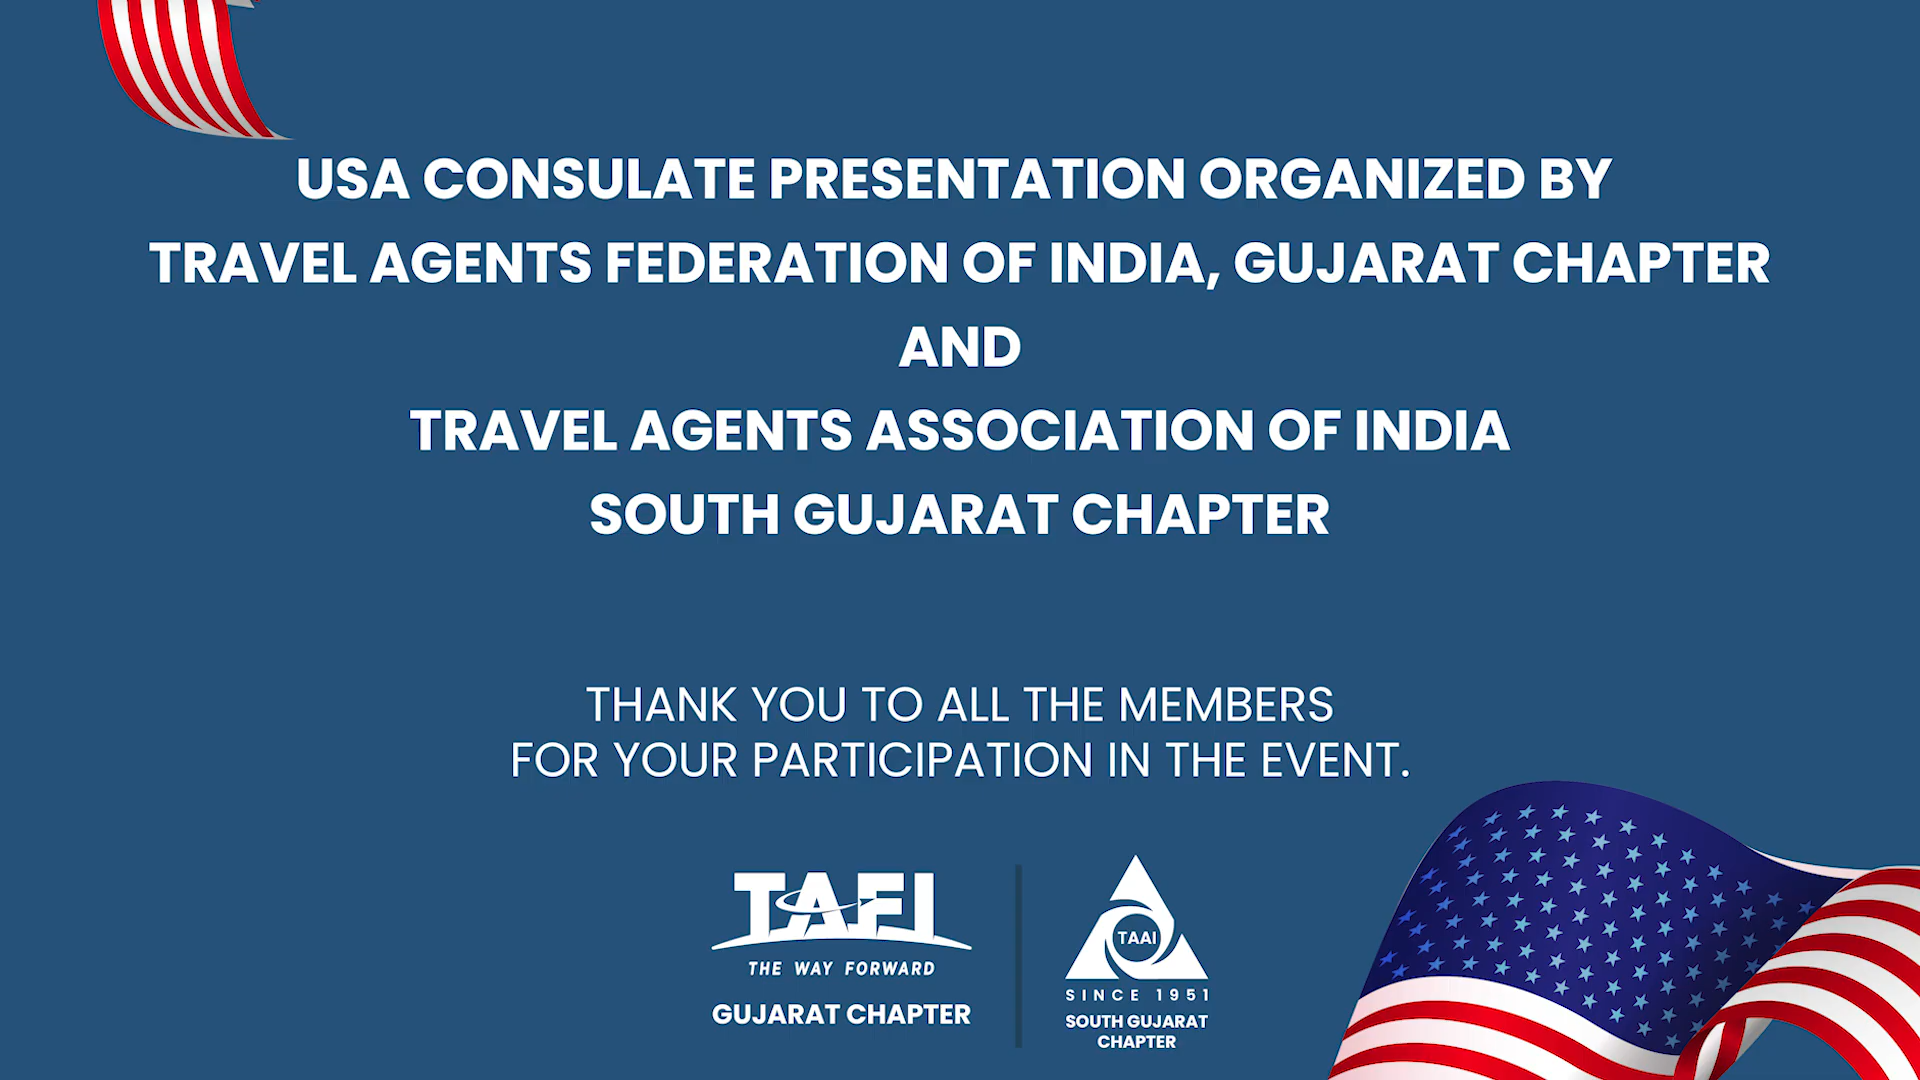 USA CONSULATE PRESENTATION ORGANIZED BY
TRAVEL AGENTS FEDERATION OF INDIA, GUJARAT CHAPTER
AND
TRAVEL AGENTS ASSOCIATION OF INDIA
SOUTH GUJARAT CHAPTER
THANK YOU TO ALL THE MEMBERS
FOR YOUR PARTICIPATION IN THE EVENT.
TAFI
THE WAY FORWARD
GUJARAT CHAPTER
TAAI
SINCE 1951
SOUTH GUJARAT
CHAPTER